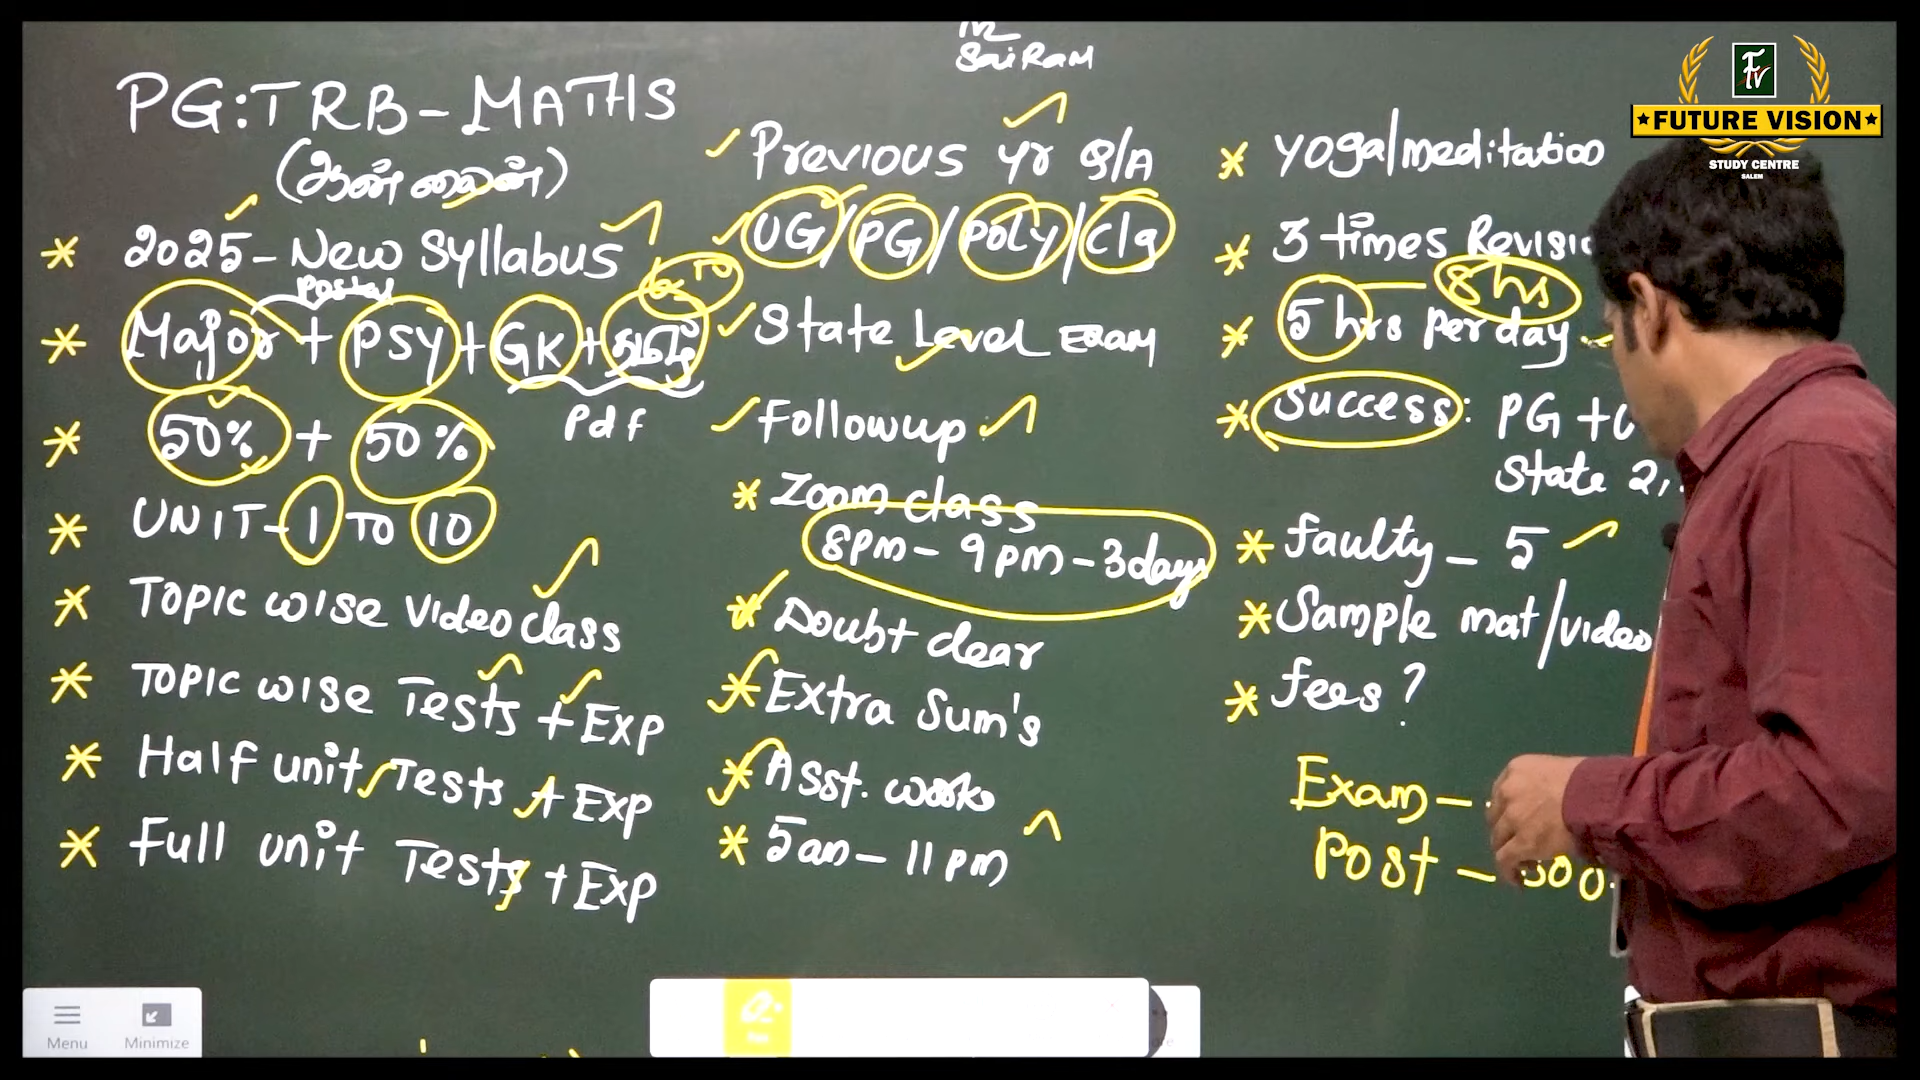 SaiRam
PG:TRB-MATHS
(ஆன்லைன்)
* 2025-New Syllabus
Postal
* Major + PSY + GK + தமிழ்
Pdf
* 50% + 50%
* UNIT-1 TO 10
* Topic wise Video class
* Topic wise Tests + Exp
* Half unit Tests + Exp
* Full unit Tests + Exp
Previous yr Q/A
UG/PG/POLY/Clg
State Level Exam
Followup
* Zoom class
8pm - 9pm - 3days
* Doubt clear
* Extra Sum's
* Asst. works
* 5am - 11pm
* yoga/meditation
* 3 times
8hrs
* 5 hrs per day
* Success: PG +
State 2,
* faulty - 5
* Sample mat/video
* fees?
Exam -
Post -
FV
FUTURE VISION
STUDY CENTRE
SALEM
Menu
Minimize